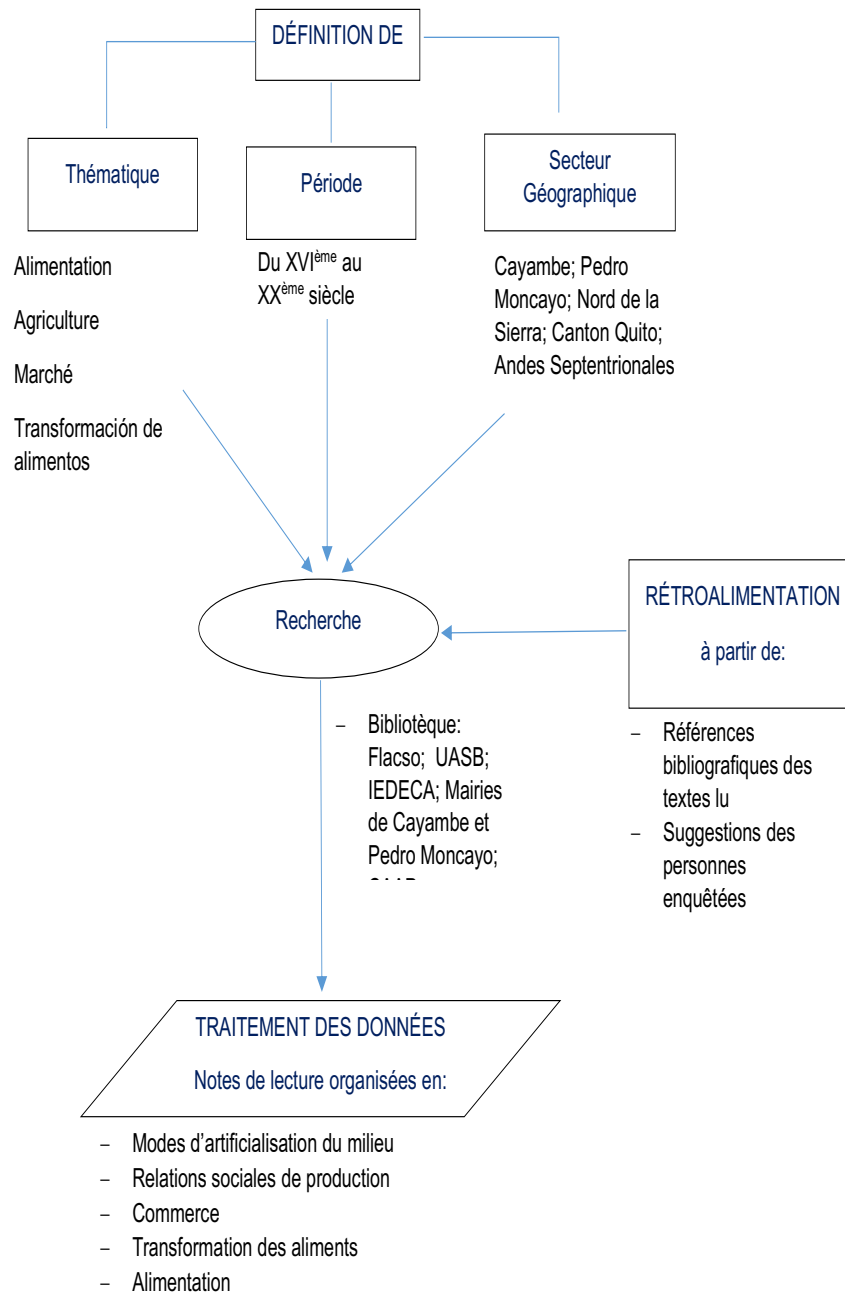 DÉFINITION DE
Thématique
Alimentation
Agriculture
Marché
Transformación de
alimentos
Période
Du XVIème au
XXème siècle
Secteur
Géographique
Cayambe; Pedro
Moncayo; Nord de la
Sierra; Canton Quito;
Andes Septentrionales
Recherche
RÉTROALIMENTATION
à partir de:
– Références
bibliografiques des
textes lu
– Suggestions des
personnes
enquêtées
– Bibliotèque:
Flacso; UASB;
IEDECA; Mairies
de Cayambe et
Pedro Moncayo;
TRAITEMENT DES DONNÉES
Notes de lecture organisées en:
– Modes d'artificialisation du milieu
– Relations sociales de production
– Commerce
– Transformation des aliments
– Alimentation